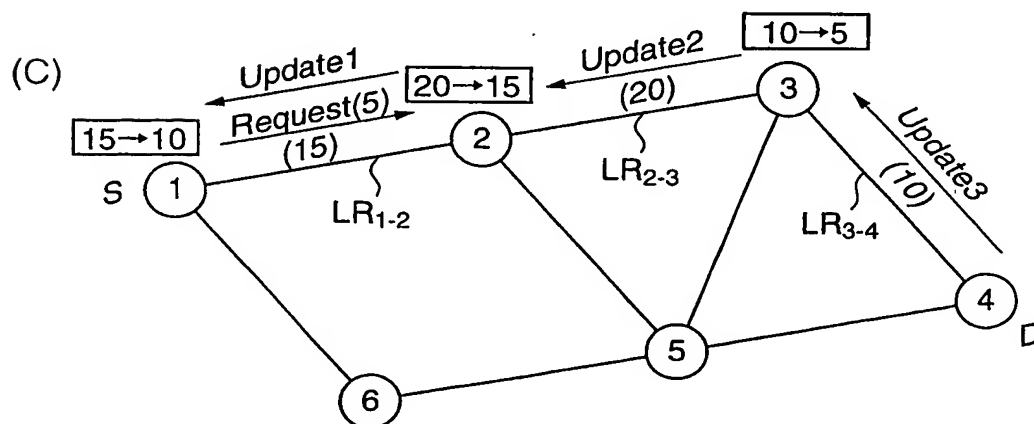 (C)
Update1
Request(5)
(15)
15→10
20→15
Update2
(20)
10→5
Update3
(10)
S
1
2
3
4
D
5
6
LR1-2
LR2-3
LR3-4